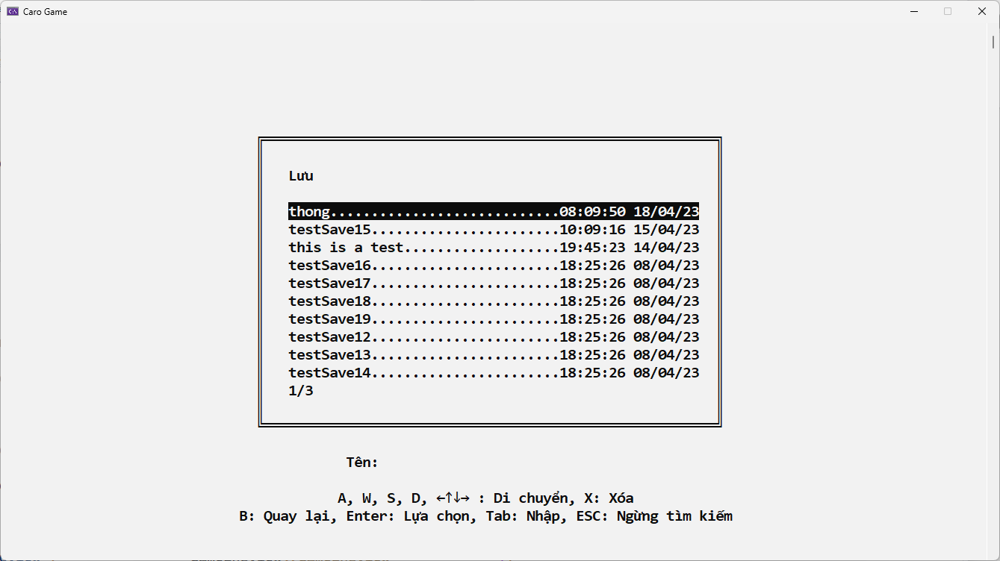 Caro Game
Lưu
thong............................08:09:50 18/04/23
testSave15.......................10:09:16 15/04/23
this is a test...................19:45:23 14/04/23
testSave16.......................18:25:26 08/04/23
testSave17.......................18:25:26 08/04/23
testSave18.......................18:25:26 08/04/23
testSave19.......................18:25:26 08/04/23
testSave12.......................18:25:26 08/04/23
testSave13.......................18:25:26 08/04/23
testSave14.......................18:25:26 08/04/23
1/3
Tên:
A, W, S, D, ←↑↓→ : Di chuyển, X: Xóa
B: Quay lại, Enter: Lựa chọn, Tab: Nhập, ESC: Ngừng tìm kiếm